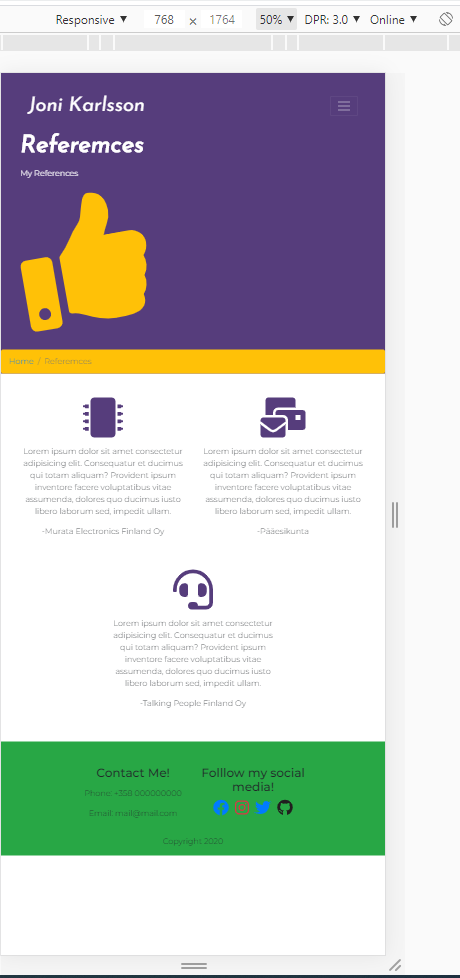 Responsive ▼ 768 × 1764 50% ▼ DPR: 3.0 ▼ Online ▼
Joni Karlsson
Referemces
My References
Home / Referemces
Lorem ipsum dolor sit amet consectetur
adipisicing elit. Consequatur et ducimus
qui totam aliquam? Provident ipsum
inventore facere voluptatibus vitae
assumenda, dolores quo ducimus iusto
libero laborum sed, impedit ullam.
-Murata Electronics Finland Oy
Lorem ipsum dolor sit amet consectetur
adipisicing elit. Consequatur et ducimus
qui totam aliquam? Provident ipsum
inventore facere voluptatibus vitae
assumenda, dolores quo ducimus iusto
libero laborum sed, impedit ullam.
-Pääesikunta
Lorem ipsum dolor sit amet consectetur
adipisicing elit. Consequatur et ducimus
qui totam aliquam? Provident ipsum
inventore facere voluptatibus vitae
assumenda, dolores quo ducimus iusto
libero laborum sed, impedit ullam.
-Talking People Finland Oy
Contact Me!
Phone: +358 000000000
Email: mail@mail.com
Folllow my social
media!
Copyright 2020